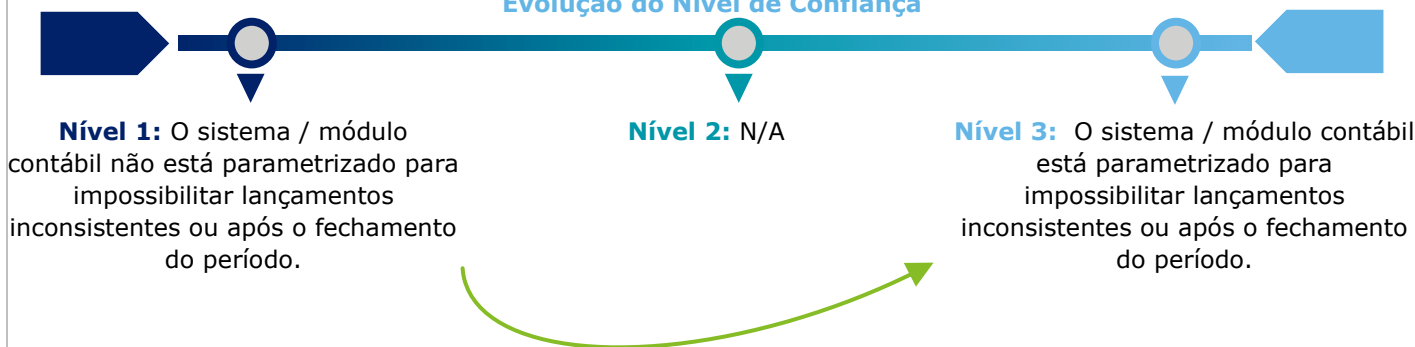 Evolução do Nível de Confiança
Nível 1: O sistema / módulo
contábil não está parametrizado para
impossibilitar lançamentos
inconsistentes ou após o fechamento
do período.
Nível 2: N/A
Nível 3: O sistema / módulo contábil
está parametrizado para
impossibilitar lançamentos
inconsistentes ou após o fechamento
do período.